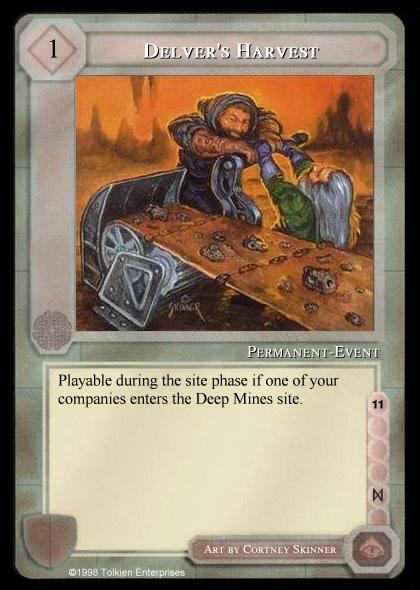 1
DELVER'S HARVEST
SKINNER
PERMANENT-EVENT
Playable during the site phase if one of your
companies enters the Deep Mines site.
11
ᛞ
ART BY CORTNEY SKINNER
©1998 Tolkien Enterprises